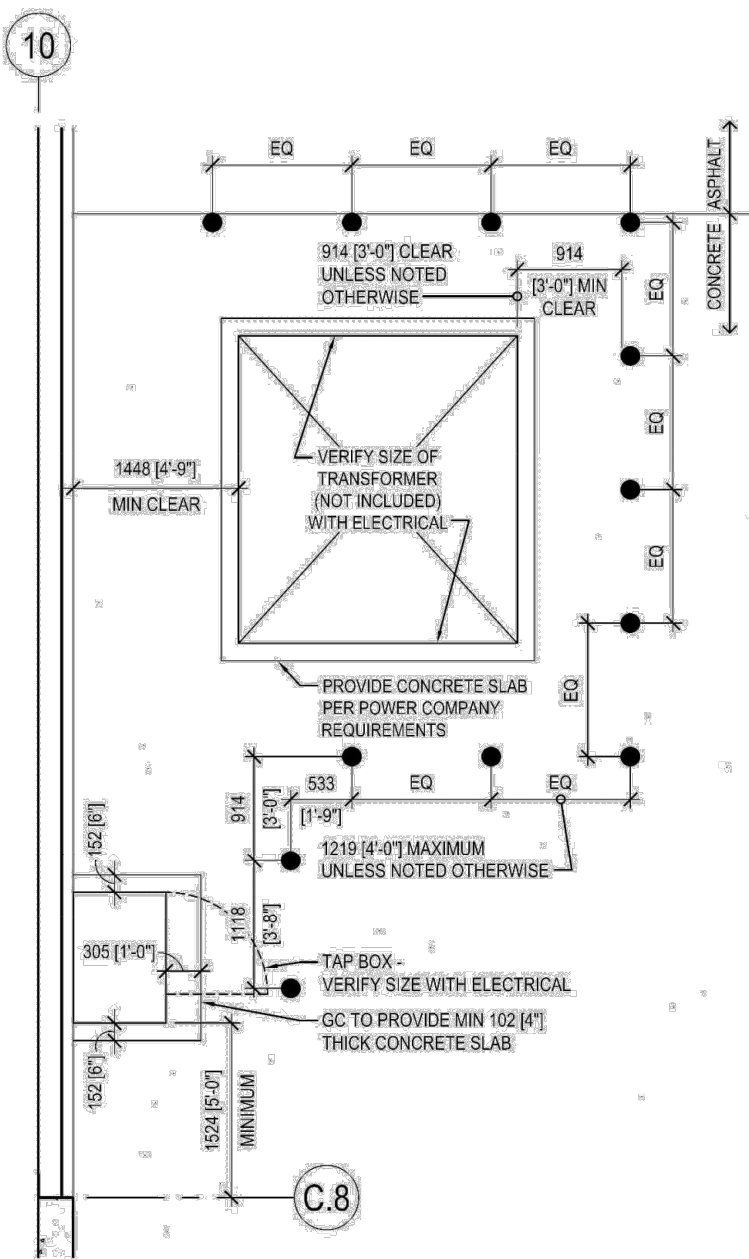 10
EQ
EQ
EQ
ASPHALT
CONCRETE
914 [3'-0"] CLEAR
UNLESS NOTED
OTHERWISE
914
[3'-0"] MIN
CLEAR
EQ
EQ
EQ
1448 [4'-9"]
MIN CLEAR
VERIFY SIZE OF
TRANSFORMER
(NOT INCLUDED)
WITH ELECTRICAL
PROVIDE CONCRETE SLAB
PER POWER COMPANY
REQUIREMENTS
EQ
914
[3'-0"]
533
[1'-9"]
EQ
EQ
152 [6"]
1219 [4'-0"] MAXIMUM
UNLESS NOTED OTHERWISE
1118
[3'-8"]
305 [1'-0"]
TAP BOX -
VERIFY SIZE WITH ELECTRICAL
GC TO PROVIDE MIN 102 [4"]
THICK CONCRETE SLAB
152 [6"]
1524 [5'-0"]
MINIMUM
C.8